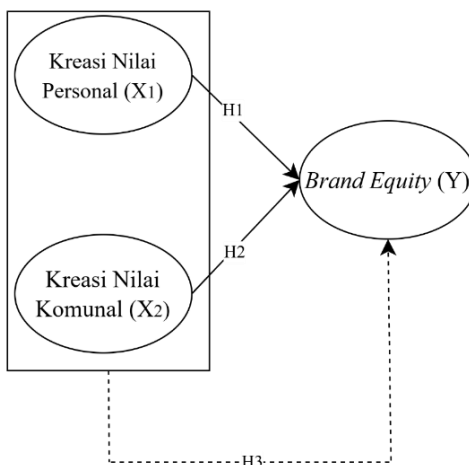 Kreasi Nilai
Personal (X1)
H1
Brand Equity (Y)
H2
Kreasi Nilai
Komunal (X2)
H3